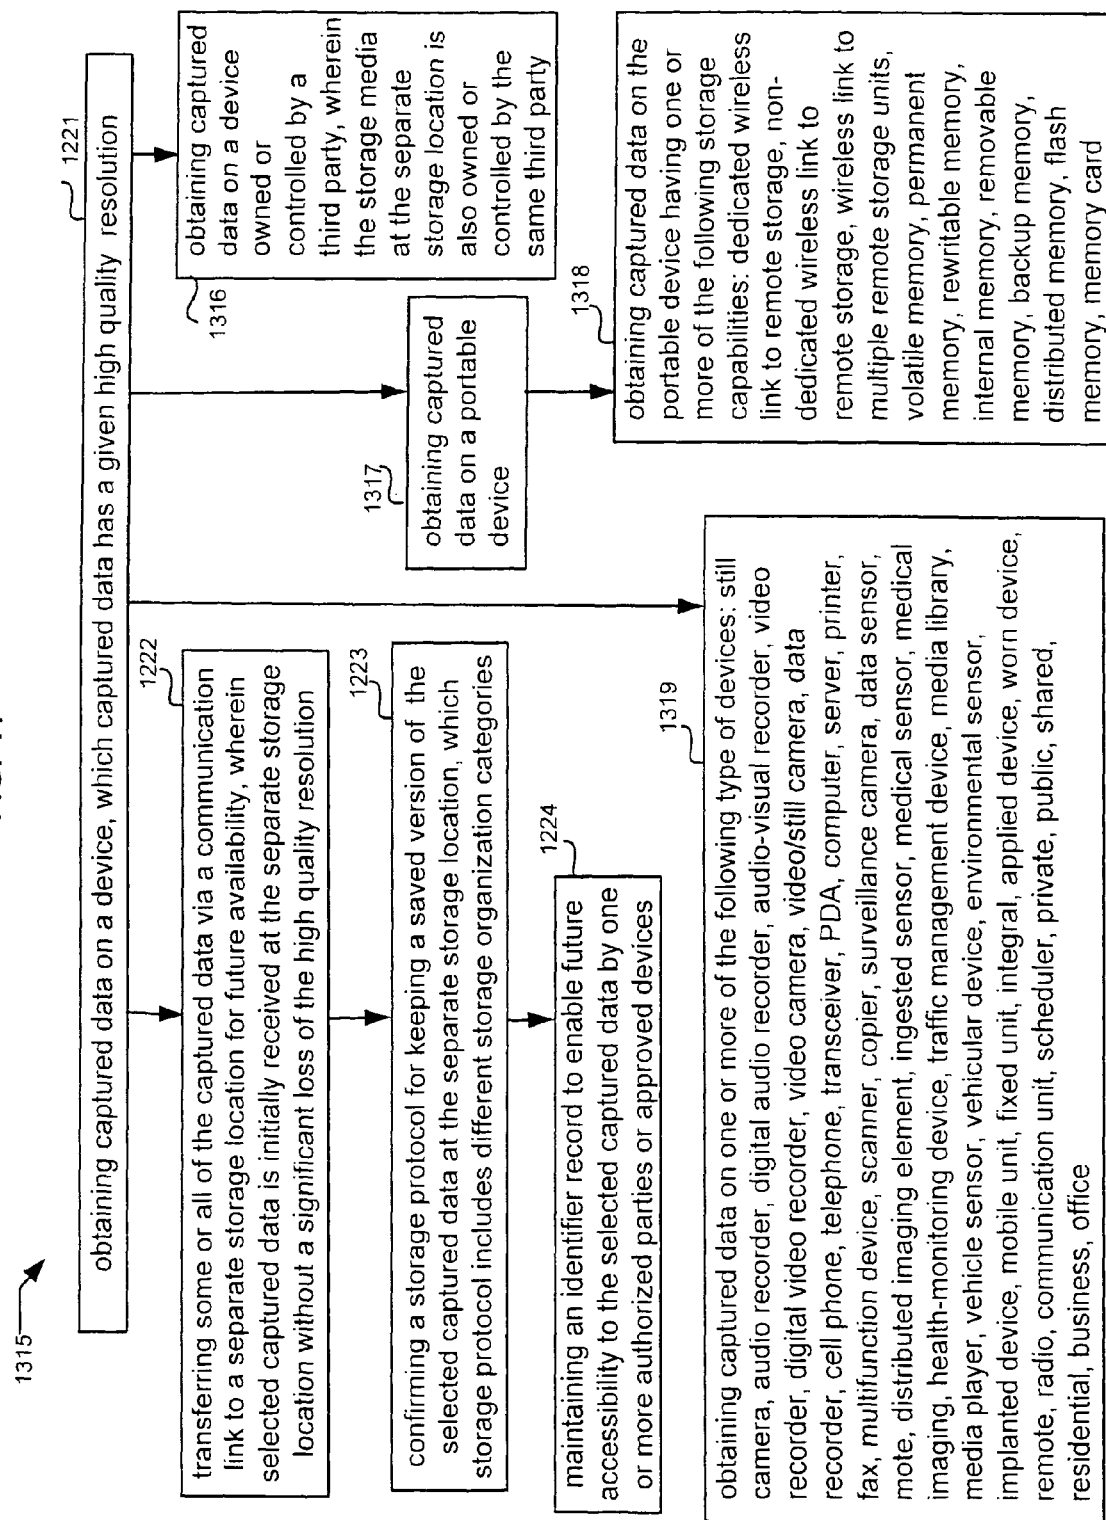 1315
1221
obtaining captured data on a device, which captured data has a given high quality resolution
1222
transferring some or all of the captured data via a communication
link to a separate storage location for future availability, wherein
selected captured data is initially received at the separate storage
location without a significant loss of the high quality resolution
1223
confirming a storage protocol for keeping a saved version of the
selected captured data at the separate storage location, which
storage protocol includes different storage organization categories
1224
maintaining an identifier record to enable future
accessibility to the selected captured data by one
or more authorized parties or approved devices
1316
obtaining captured
data on a device
owned or
controlled by a
third party, wherein
the storage media
at the separate
storage location is
also owned or
controlled by the
same third party
1317
obtaining captured
data on a portable
device
1318
obtaining captured data on the
portable device having one or
more of the following storage
capabilities: dedicated wireless
link to remote storage, non-
dedicated wireless link to
remote storage, wireless link to
multiple remote storage units,
volatile memory, permanent
memory, rewritable memory,
internal memory, removable
memory, backup memory,
distributed memory, flash
memory, memory card
1319
obtaining captured data on one or more of the following type of devices: still
camera, audio recorder, digital audio recorder, audio-visual recorder, video
recorder, digital video recorder, video camera, video/still camera, data
recorder, cell phone, telephone, transceiver, PDA, computer, server, printer,
fax, multifunction device, scanner, copier, surveillance camera, data sensor,
mote, distributed imaging element, ingested sensor, medical sensor, medical
imaging, health-monitoring device, traffic management device, media library,
media player, vehicle sensor, vehicular device, environmental sensor,
implanted device, mobile unit, fixed unit, integral, applied device, worn device,
remote, radio, communication unit, scheduler, private, public, shared,
residential, business, office